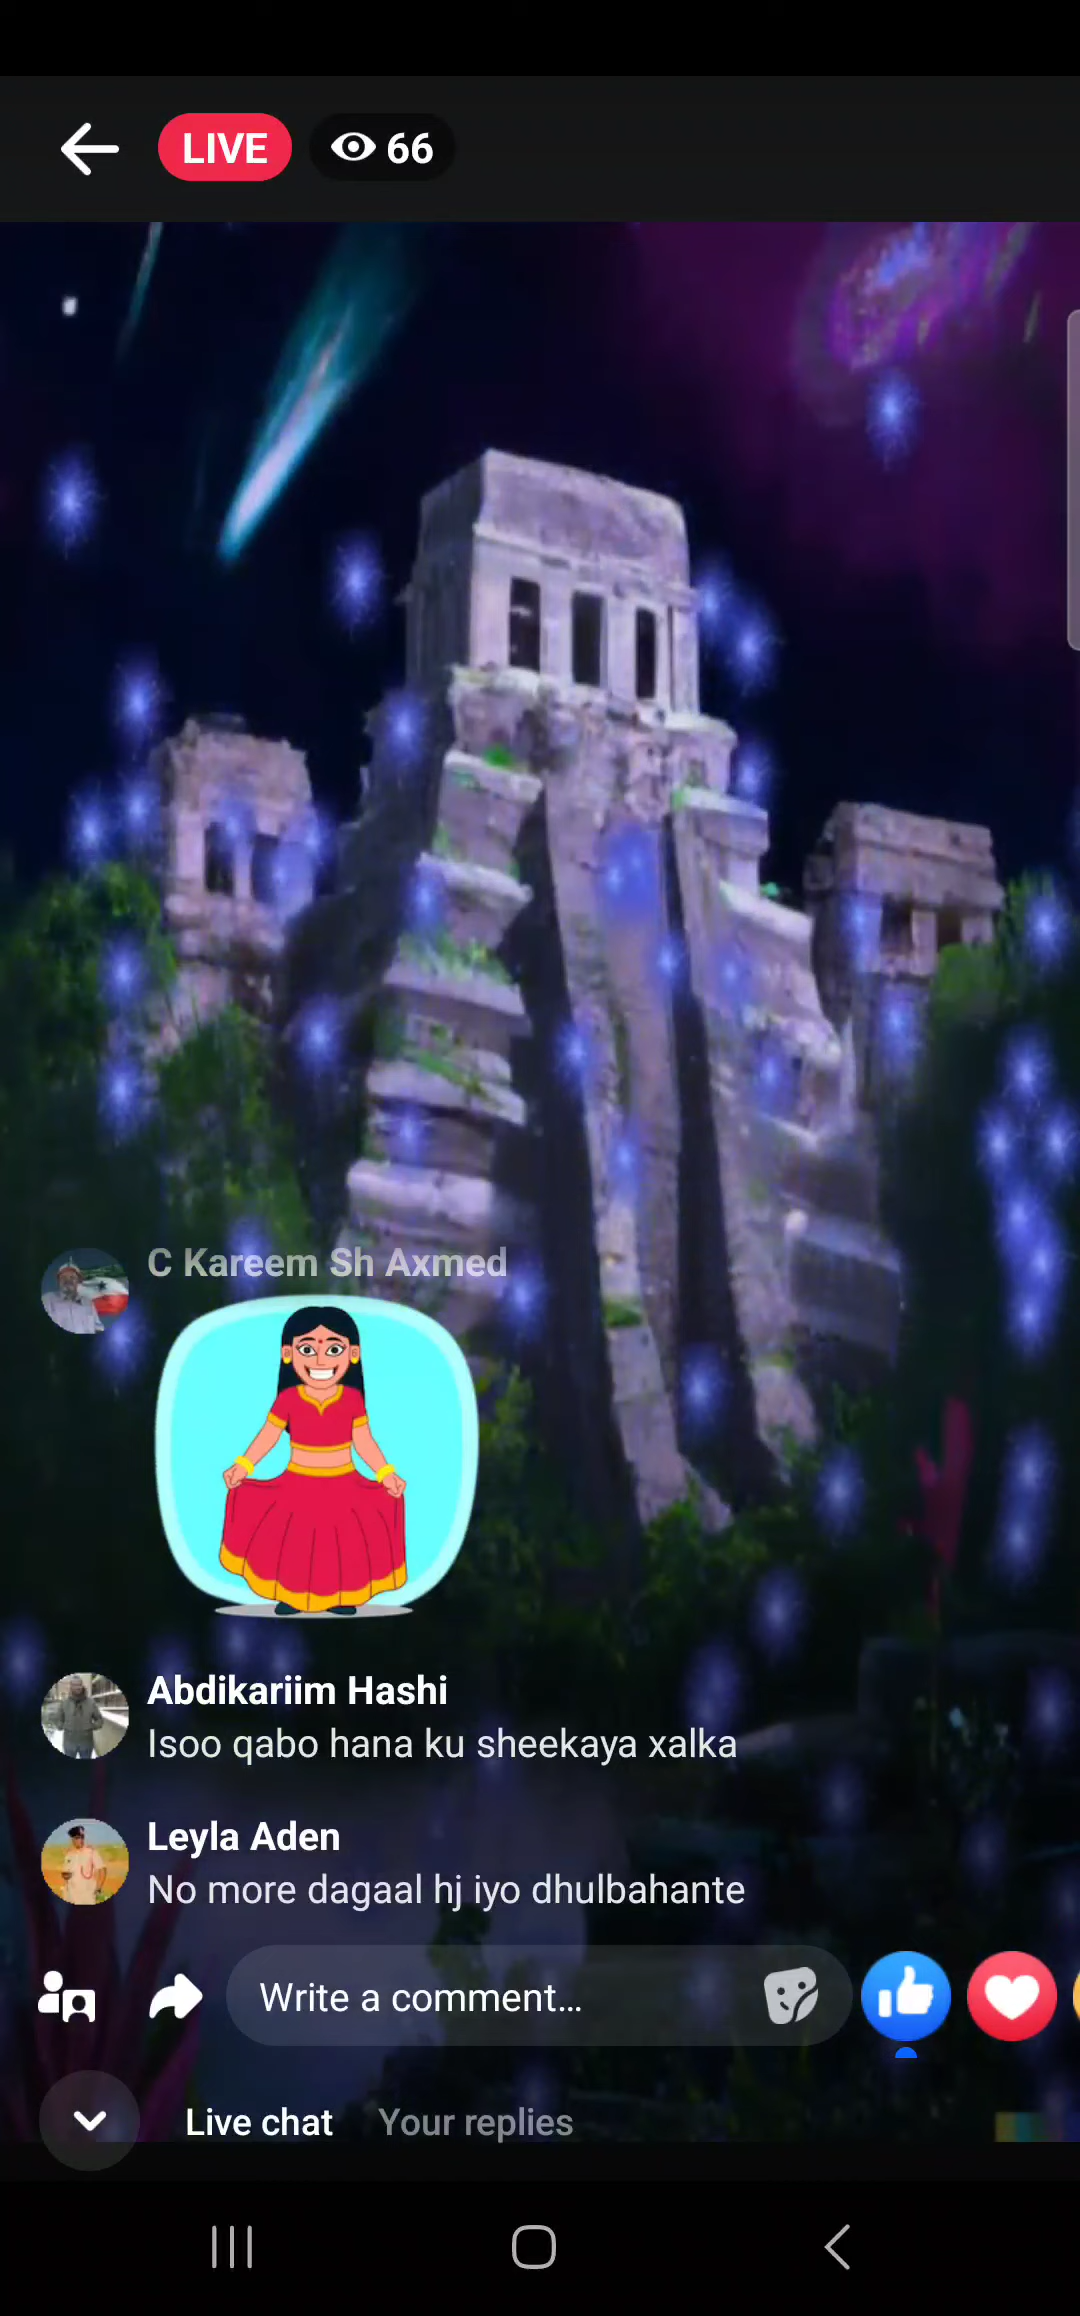 LIVE
66
C Kareem Sh Axmed
Abdikariim Hashi
Isoo qabo hana ku sheekaya xalka
Leyla Aden
No more dagaal hj iyo dhulbahante
Write a comment...
Live chat
Your replies